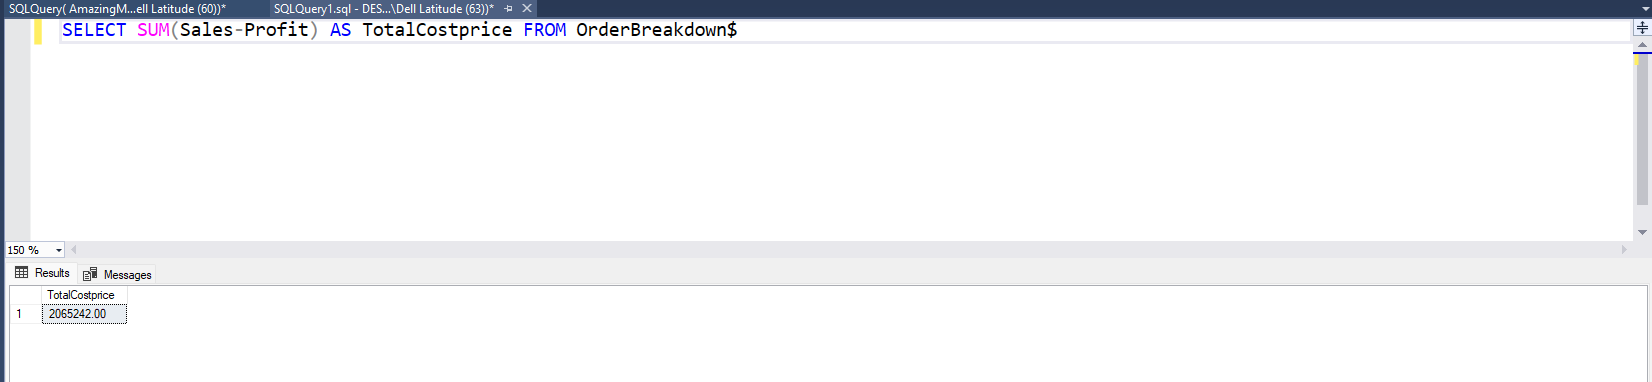 SQLQuery( AmazingM...ell Latitude (60))* SQLQuery1.sql - DES...\Dell Latitude (63))*
SELECT SUM(Sales-Profit) AS TotalCostprice FROM OrderBreakdown$
150 %
Results Messages
TotalCostprice
1 2065242.00